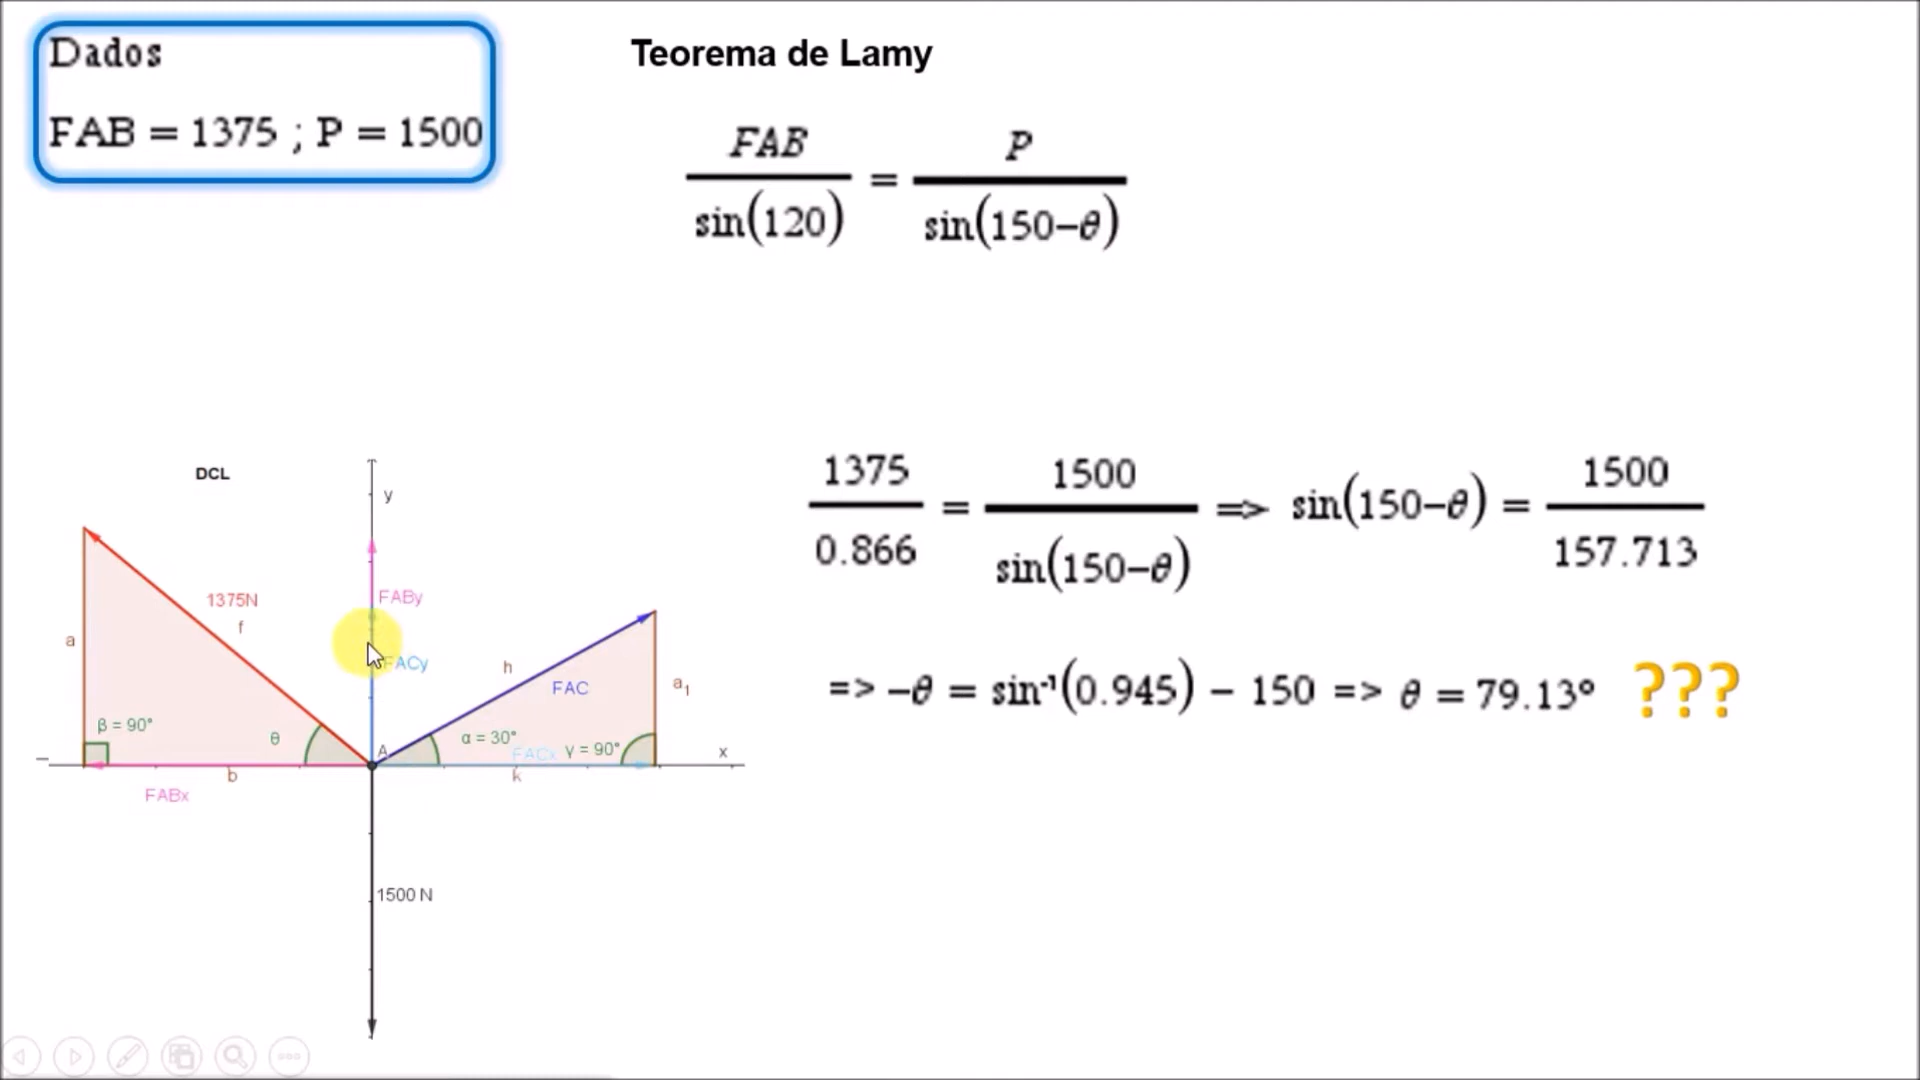 Dados
FAB = 1375 ; P = 1500
Teorema de Lamy
FAB / sin(120) = P / sin(150−θ)
1375 / 0.866 = 1500 / sin(150−θ) => sin(150−θ) = 1500 / 157.713
=> −θ = sin⁻¹(0.945) − 150 => θ = 79.13º ???
DCL
y
1375N
f
FABy
a
FACy
h
FAC
a₁
β = 90°
θ
A
α = 30°
FACx
γ = 90°
x
b
k
FABx
1500 N